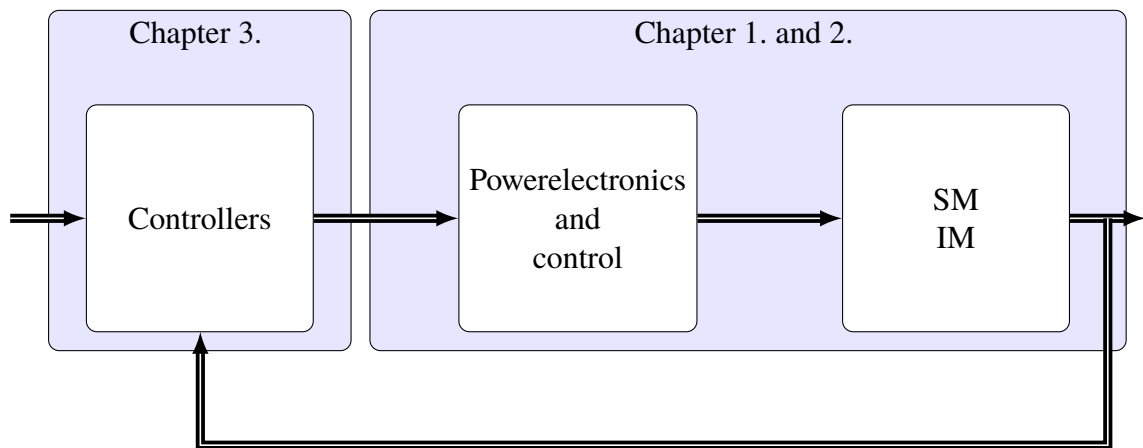 Chapter 3.
Chapter 1. and 2.
Controllers
Powerelectronics
and
control
SM
IM